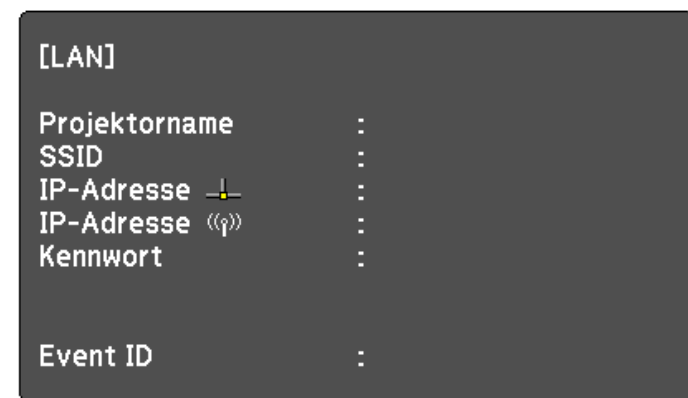 [LAN]
Projektorname :
SSID :
IP-Adresse :
IP-Adresse :
Kennwort :
Event ID :